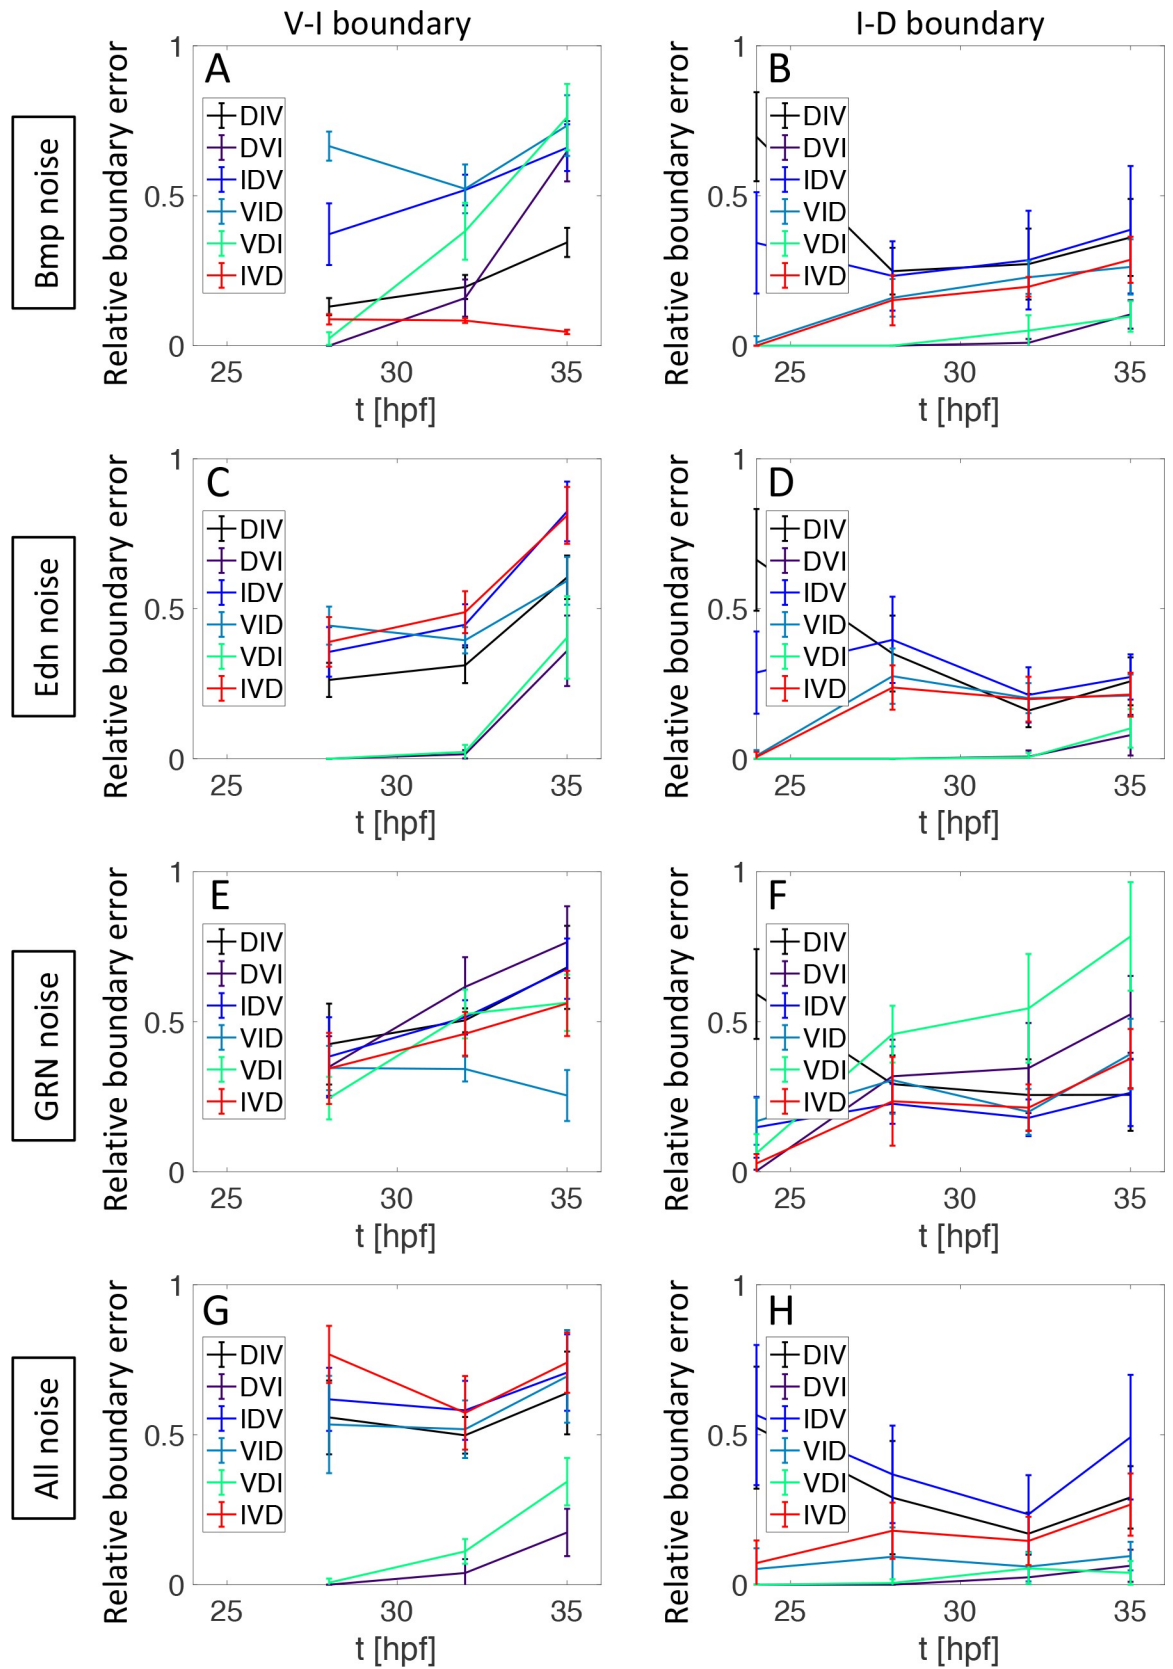 V-I boundary
I-D boundary
Bmp noise
A
Relative boundary error
1
0.5
0
DIV
DVI
IDV
VID
VDI
IVD
25
30
35
t [hpf]
B
Relative boundary error
1
0.5
0
DIV
DVI
IDV
VID
VDI
IVD
25
30
35
t [hpf]
Edn noise
C
Relative boundary error
1
0.5
0
DIV
DVI
IDV
VID
VDI
IVD
25
30
35
t [hpf]
D
Relative boundary error
1
0.5
0
DIV
DVI
IDV
VID
VDI
IVD
25
30
35
t [hpf]
GRN noise
E
Relative boundary error
1
0.5
0
DIV
DVI
IDV
VID
VDI
IVD
25
30
35
t [hpf]
F
Relative boundary error
1
0.5
0
DIV
DVI
IDV
VID
VDI
IVD
25
30
35
t [hpf]
All noise
G
Relative boundary error
1
0.5
0
DIV
DVI
IDV
VID
VDI
IVD
25
30
35
t [hpf]
H
Relative boundary error
1
0.5
0
DIV
DVI
IDV
VID
VDI
IVD
25
30
35
t [hpf]